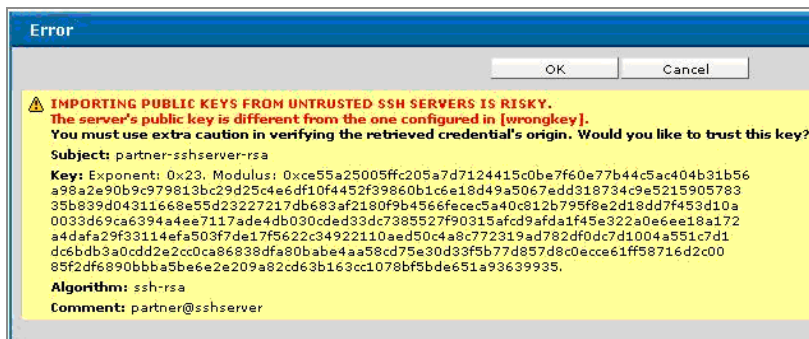 Error
OK
Cancel
IMPORTING PUBLIC KEYS FROM UNTRUSTED SSH SERVERS IS RISKY.
The server's public key is different from the one configured in [wrongkey].
You must use extra caution in verifying the retrieved credential's origin. Would you like to trust this key?
Subject: partner-sshserver-rsa
Key: Exponent: 0x23. Modulus: 0xce55a25005ffc205a7d7124415c0be7f60e77b44c5ac404b31b56
a98a2e90b9c979813bc29d25c4e6df10f4452f39860b1c6e18d49a5067edd318734c9e5215905783
35b839d04311668e55d23227217db683af2180f9b4566fecec5a40c812b795f8e2d18dd7f453d10a
0033d69ca6394a4ee7117ade4db030cded33dc7385527f90315afcd9afda1f45e322a0e6ee18a172
a4dafa29f33114efa503f7de17f5622c34922110aed50c4a8c772319ad782df0dc7d1004a551c7d1
dc6bdb3a0cdd2e2cc0ca86838dfa80babe4aa58cd75e30d33f5b77d857d8c0ecce61ff58716d2c00
85f2df6890bbba5be6e2e209a82cd63b163cc1078bf5bde651a93639935.
Algorithm: ssh-rsa
Comment: partner@sshserver